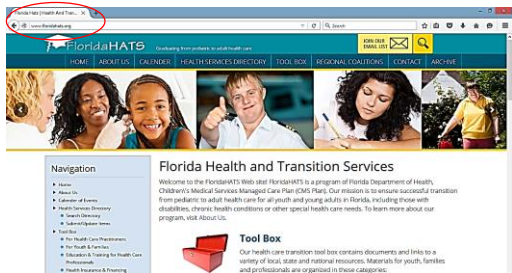 Florida Hats | Health And Tran...
www.floridahats.org
Search
FloridaHATS
Graduating from pediatric to adult health care
JOIN OUR
EMAIL LIST
HOME ABOUT US CALENDER HEALTH SERVICES DIRECTORY TOOL BOX REGIONAL COALITIONS CONTACT ARCHIVE
Navigation
Home
About Us
Calendar of Events
Health Services Directory
Search Directory
Submit/Update Items
Tool Box
For Health Care Practitioners
For Youth & Families
Education & Training for Health Care
Professionals
Health Insurance & Financing
Florida Health and Transition Services
Welcome to the FloridaHATS Web site! FloridaHATS is a program of Florida Department of Health,
Children's Medical Services Managed Care Plan (CMS Plan). Our mission is to ensure successful transition
from pediatric to adult health care for all youth and young adults in Florida, including those with
disabilities, chronic health conditions or other special health care needs. To learn more about our
program, visit About Us.
Tool Box
Our health care transition tool box contains documents and links to a
variety of local, state and national resources. Materials for youth, families
and professionals are organized in these categories: